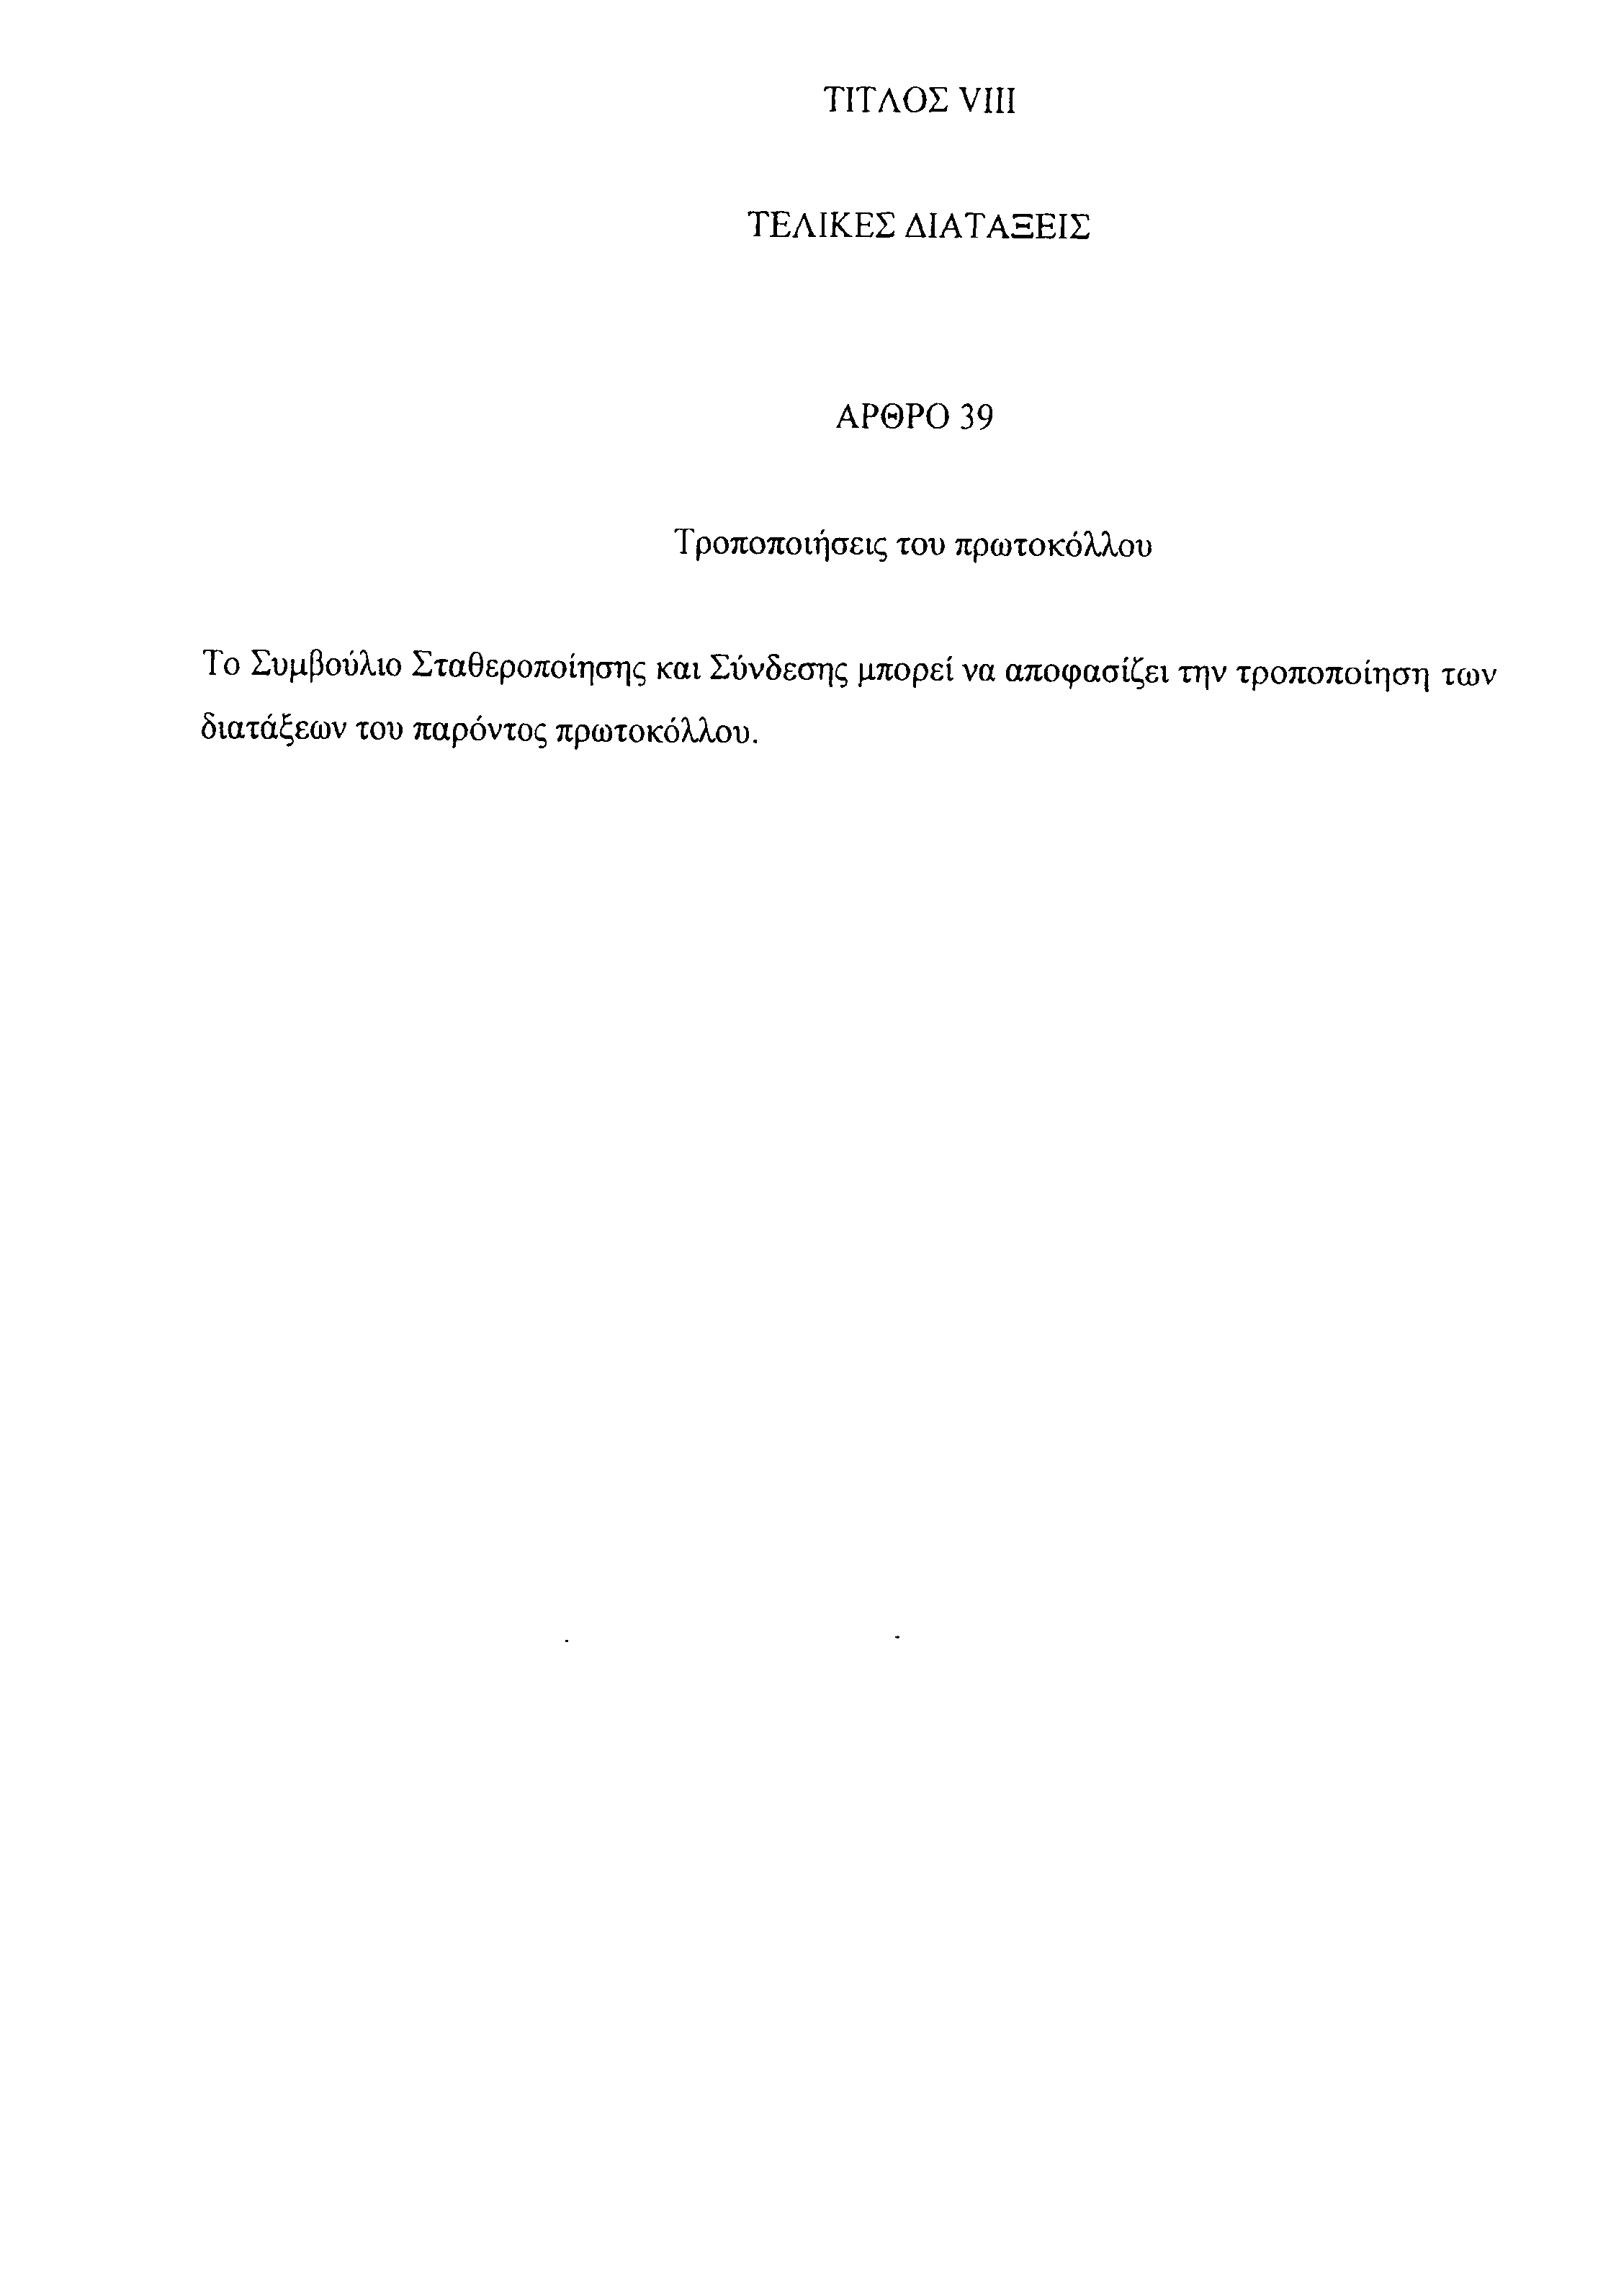 ΤΙΤΛΟΣ VIII
ΤΕΛΙΚΕΣ ΔΙΑΤΑΞΕΙΣ
ΑΡΘΡΟ 39
Τροποποιήσεις του πρωτοκόλλου
Το Συμβούλιο Σταθεροποίησης και Σύνδεσης μπορεί να αποφασίζει την τροποποίηση των
διατάξεων του παρόντος πρωτοκόλλου.